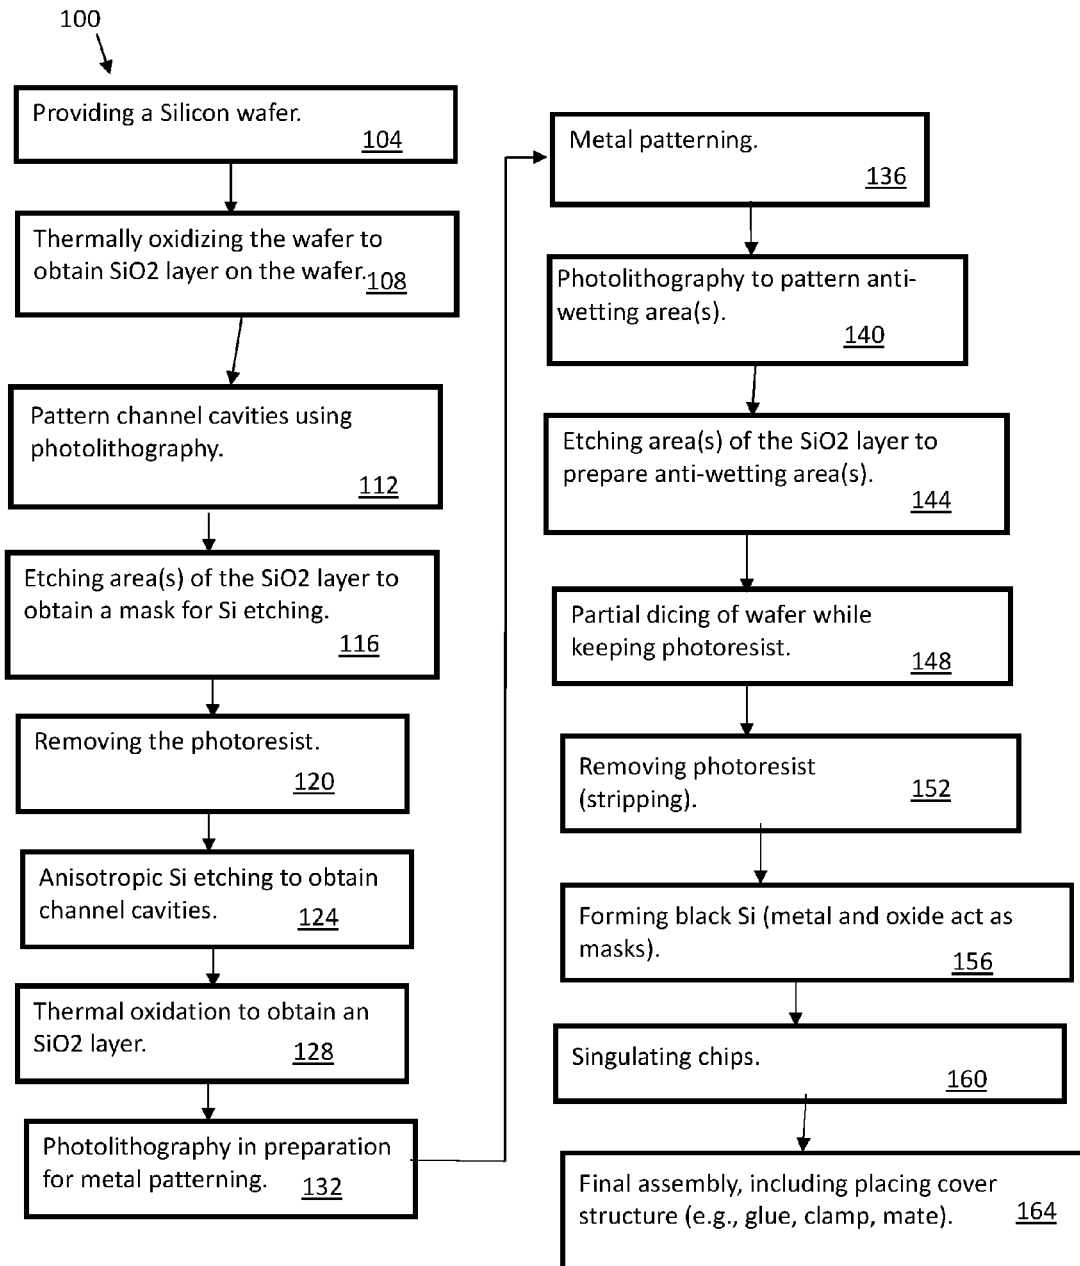 100
Providing a Silicon wafer.
104
Thermally oxidizing the wafer to
obtain SiO2 layer on the wafer.
108
Pattern channel cavities using
photolithography.
112
Etching area(s) of the SiO2 layer to
obtain a mask for Si etching.
116
Removing the photoresist.
120
Anisotropic Si etching to obtain
channel cavities.
124
Thermal oxidation to obtain an
SiO2 layer.
128
Photolithography in preparation
for metal patterning.
132
Metal patterning.
136
Photolithography to pattern anti-
wetting area(s).
140
Etching area(s) of the SiO2 layer to
prepare anti-wetting area(s).
144
Partial dicing of wafer while
keeping photoresist.
148
Removing photoresist
(stripping).
152
Forming black Si (metal and oxide act as
masks).
156
Singulating chips.
160
Final assembly, including placing cover
structure (e.g., glue, clamp, mate).
164